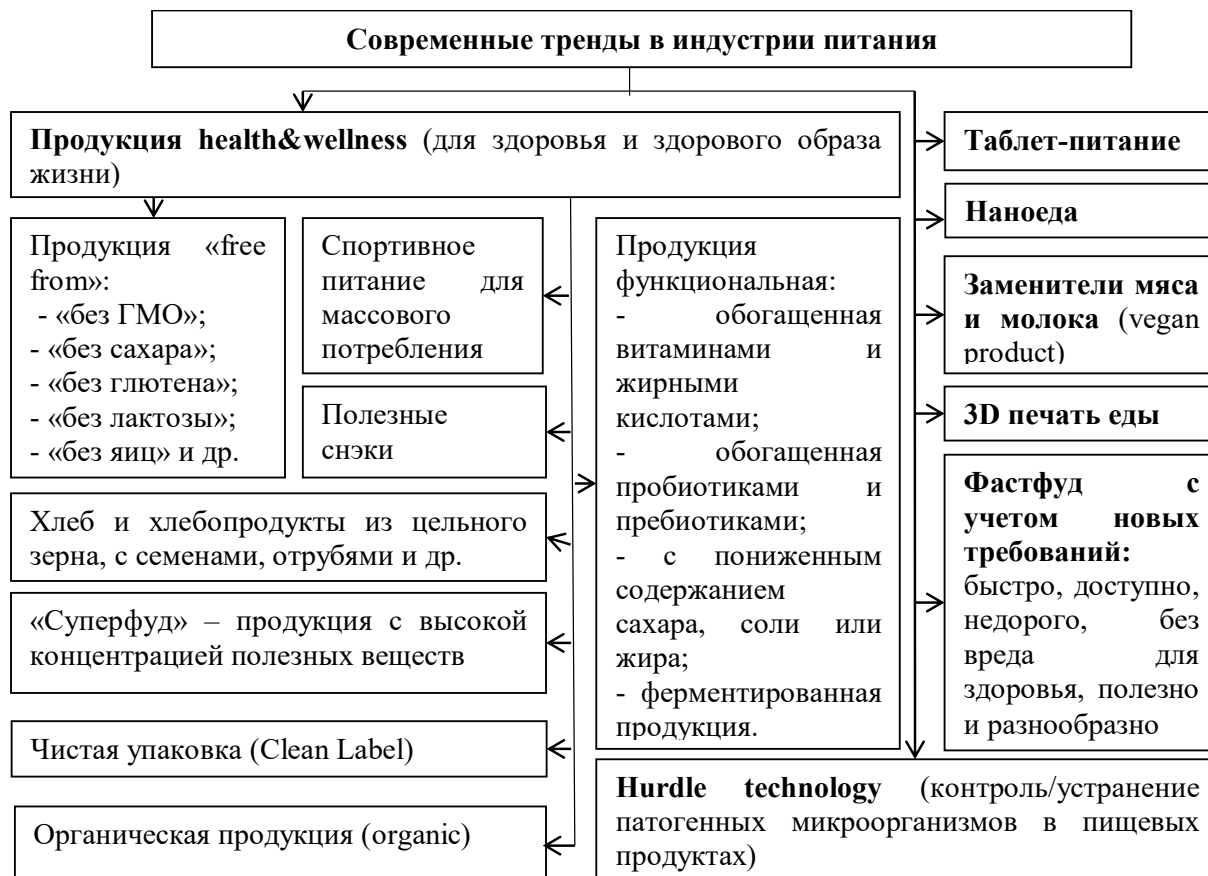 Современные тренды в индустрии питания
Продукция health&wellness (для здоровья и здорового образа
жизни)
Продукция «free
from»:
- «без ГМО»;
- «без сахара»;
- «без глютена»;
- «без лактозы»;
- «без яиц» и др.
Спортивное
питание для
массового
потребления
Полезные
снэки
Хлеб и хлебопродукты из цельного
зерна, с семенами, отрубями и др.
«Суперфуд» – продукция с высокой
концентрацией полезных веществ
Чистая упаковка (Clean Label)
Органическая продукция (organic)
Продукция
функциональная:
- обогащенная
витаминами и
жирными
кислотами;
- обогащенная
пробиотиками и
пребиотиками;
- с пониженным
содержанием
сахара, соли или
жира;
- ферментированная
продукция.
Таблет-питание
Наноеда
Заменители мяса
и молока (vegan
product)
3D печать еды
Фастфуд с
учетом новых
требований:
быстро, доступно,
недорого, без
вреда для
здоровья, полезно
и разнообразно
Hurdle technology (контроль/устранение
патогенных микроорганизмов в пищевых
продуктах)